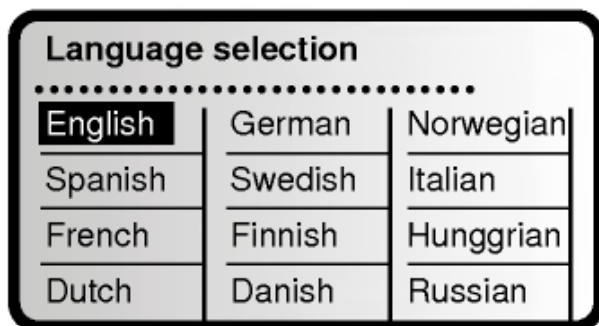 Language selection
English German Norwegian
Spanish Swedish Italian
French Finnish Hunggrian
Dutch Danish Russian